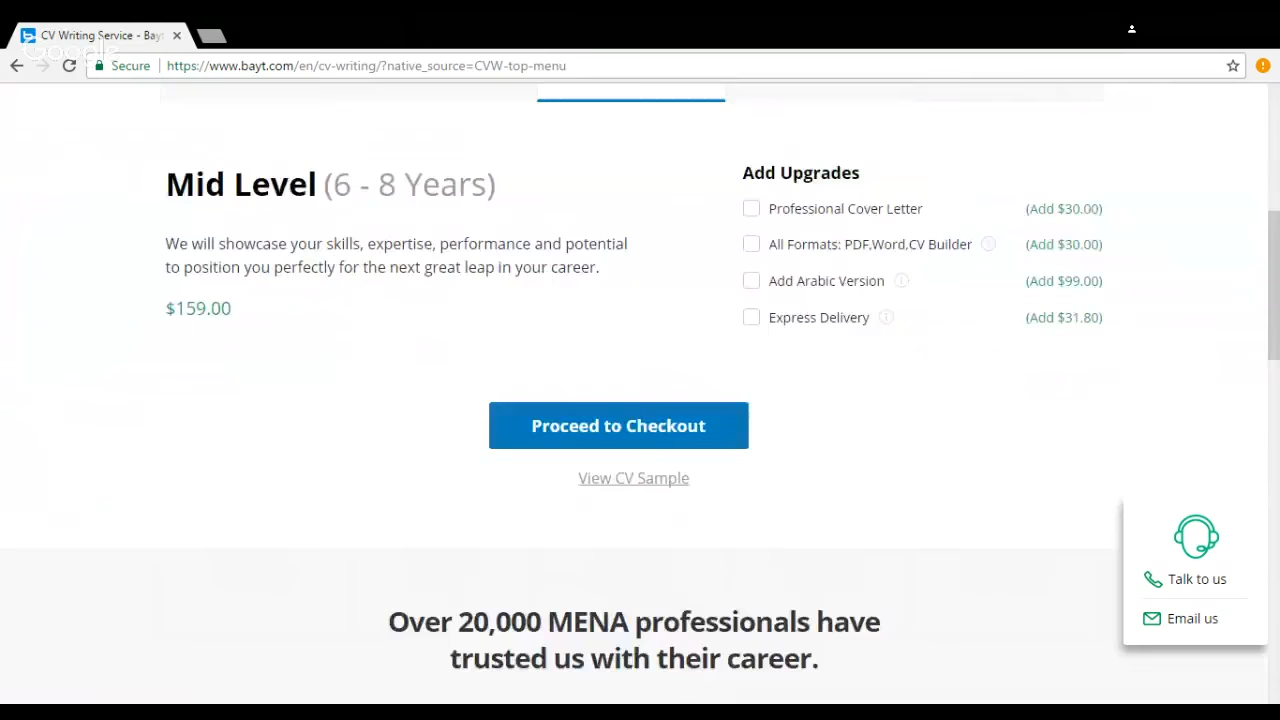 CV Writing Service - Bayt
Google
Secure
https://www.bayt.com/en/cv-writing/?native_source=CVW-top-menu
Mid Level (6 - 8 Years)
We will showcase your skills, expertise, performance and potential
to position you perfectly for the next great leap in your career.
$159.00
Add Upgrades
Professional Cover Letter (Add $30.00)
All Formats: PDF,Word,CV Builder (Add $30.00)
Add Arabic Version (Add $99.00)
Express Delivery (Add $31.80)
Proceed to Checkout
View CV Sample
Talk to us
Email us
Over 20,000 MENA professionals have
trusted us with their career.